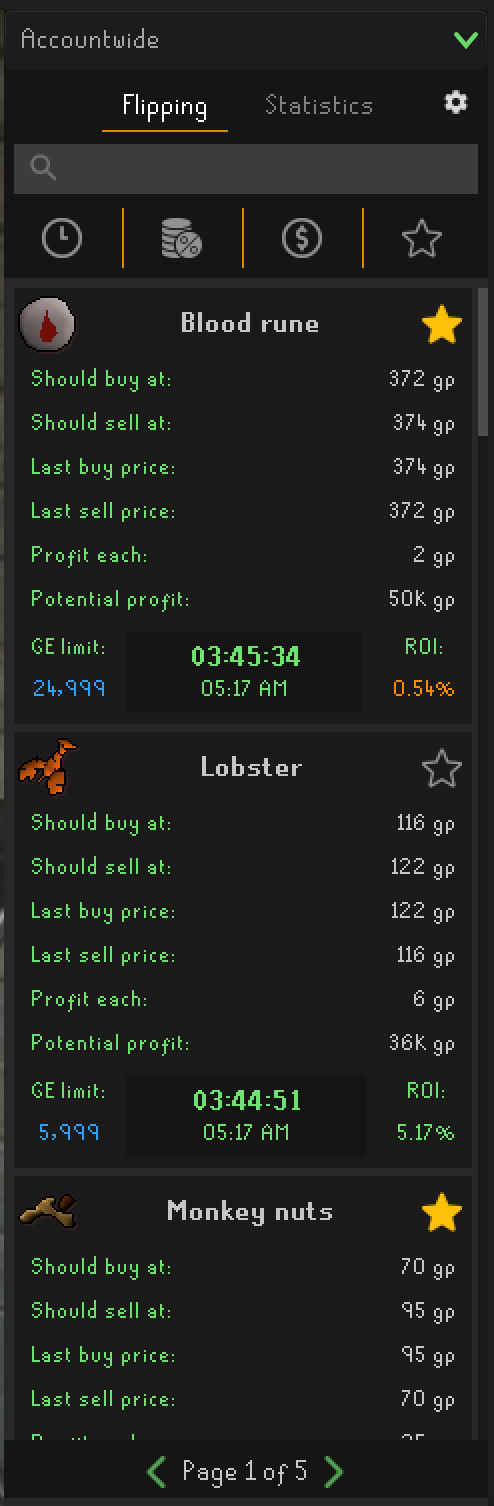 Accountwide
Flipping Statistics
Blood rune
Should buy at: 372 gp
Should sell at: 374 gp
Last buy price: 374 gp
Last sell price: 372 gp
Profit each: 2 gp
Potential profit: 50K gp
GE limit: 03:45:34 ROI:
24,999 05:17 AM 0.54%
Lobster
Should buy at: 116 gp
Should sell at: 122 gp
Last buy price: 122 gp
Last sell price: 116 gp
Profit each: 6 gp
Potential profit: 36K gp
GE limit: 03:44:51 ROI:
5,999 05:17 AM 5.17%
Monkey nuts
Should buy at: 70 gp
Should sell at: 95 gp
Last buy price: 95 gp
Last sell price: 70 gp
Page 1 of 5